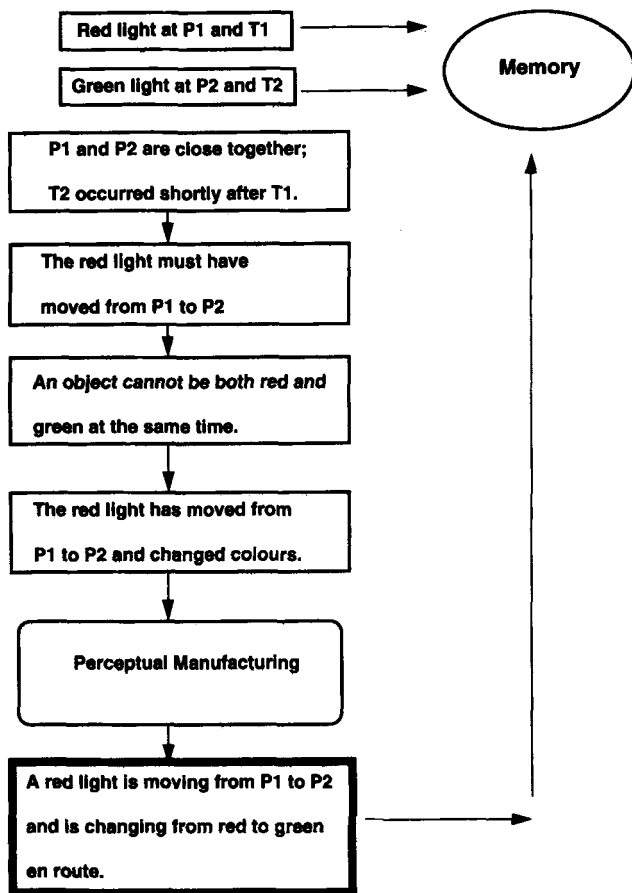 Red light at P1 and T1
Memory
Green light at P2 and T2
P1 and P2 are close together;
T2 occurred shortly after T1.
The red light must have
moved from P1 to P2
An object cannot be both red and
green at the same time.
The red light has moved from
P1 to P2 and changed colours.
Perceptual Manufacturing
A red light is moving from P1 to P2
and is changing from red to green
en route.